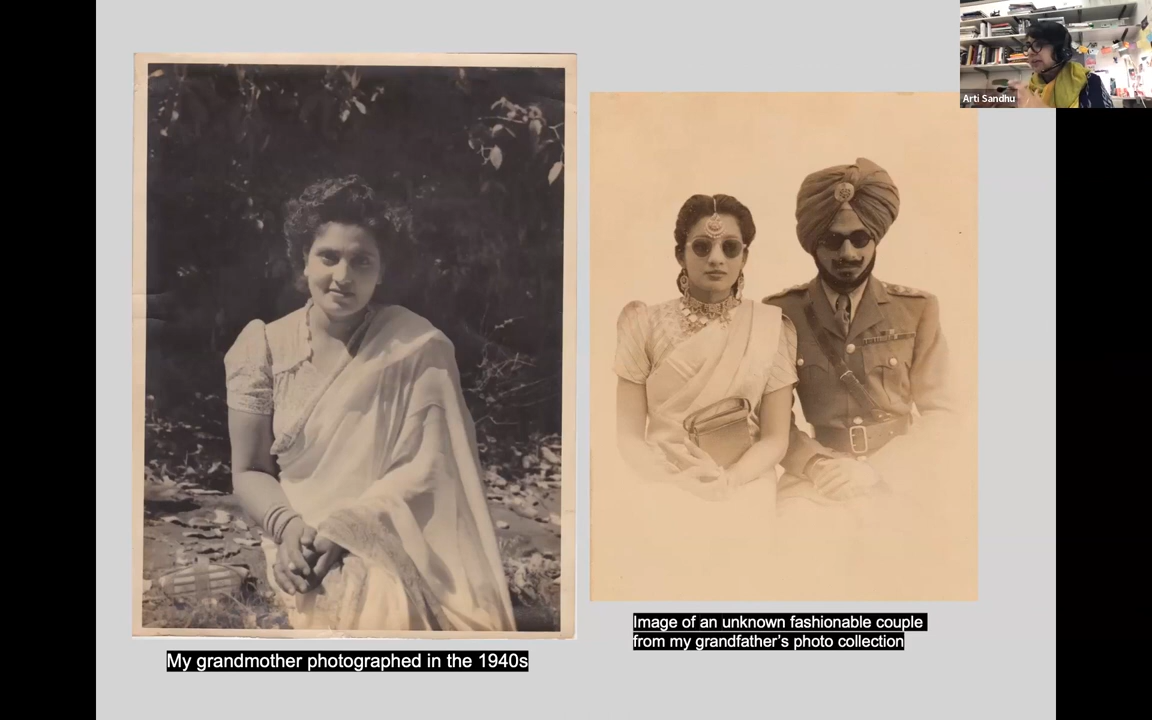 Arti Sandhu
My grandmother photographed in the 1940s
Image of an unknown fashionable couple
from my grandfather's photo collection